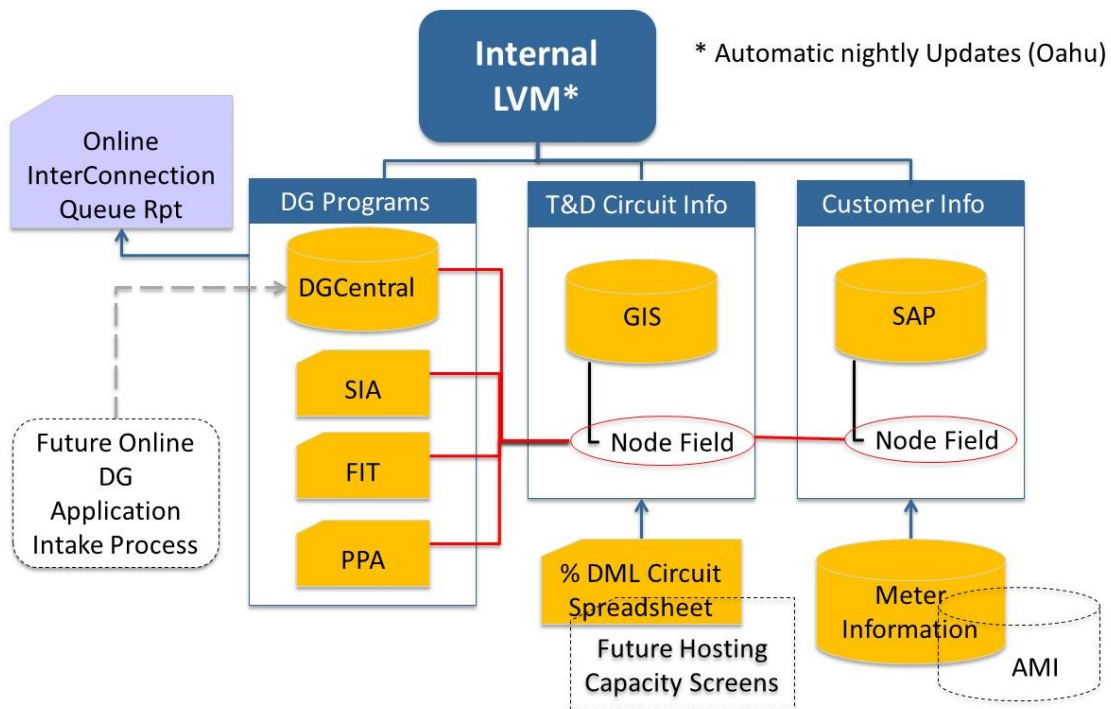 Internal
LVM*
* Automatic nightly Updates (Oahu)
Online
InterConnection
Queue Rpt
DG Programs
T&D Circuit Info
Customer Info
DGCentral
GIS
SAP
SIA
Node Field
Node Field
FIT
PPA
Future Online
DG
Application
Intake Process
% DML Circuit
Spreadsheet
Future Hosting
Capacity Screens
Meter
Information
AMI